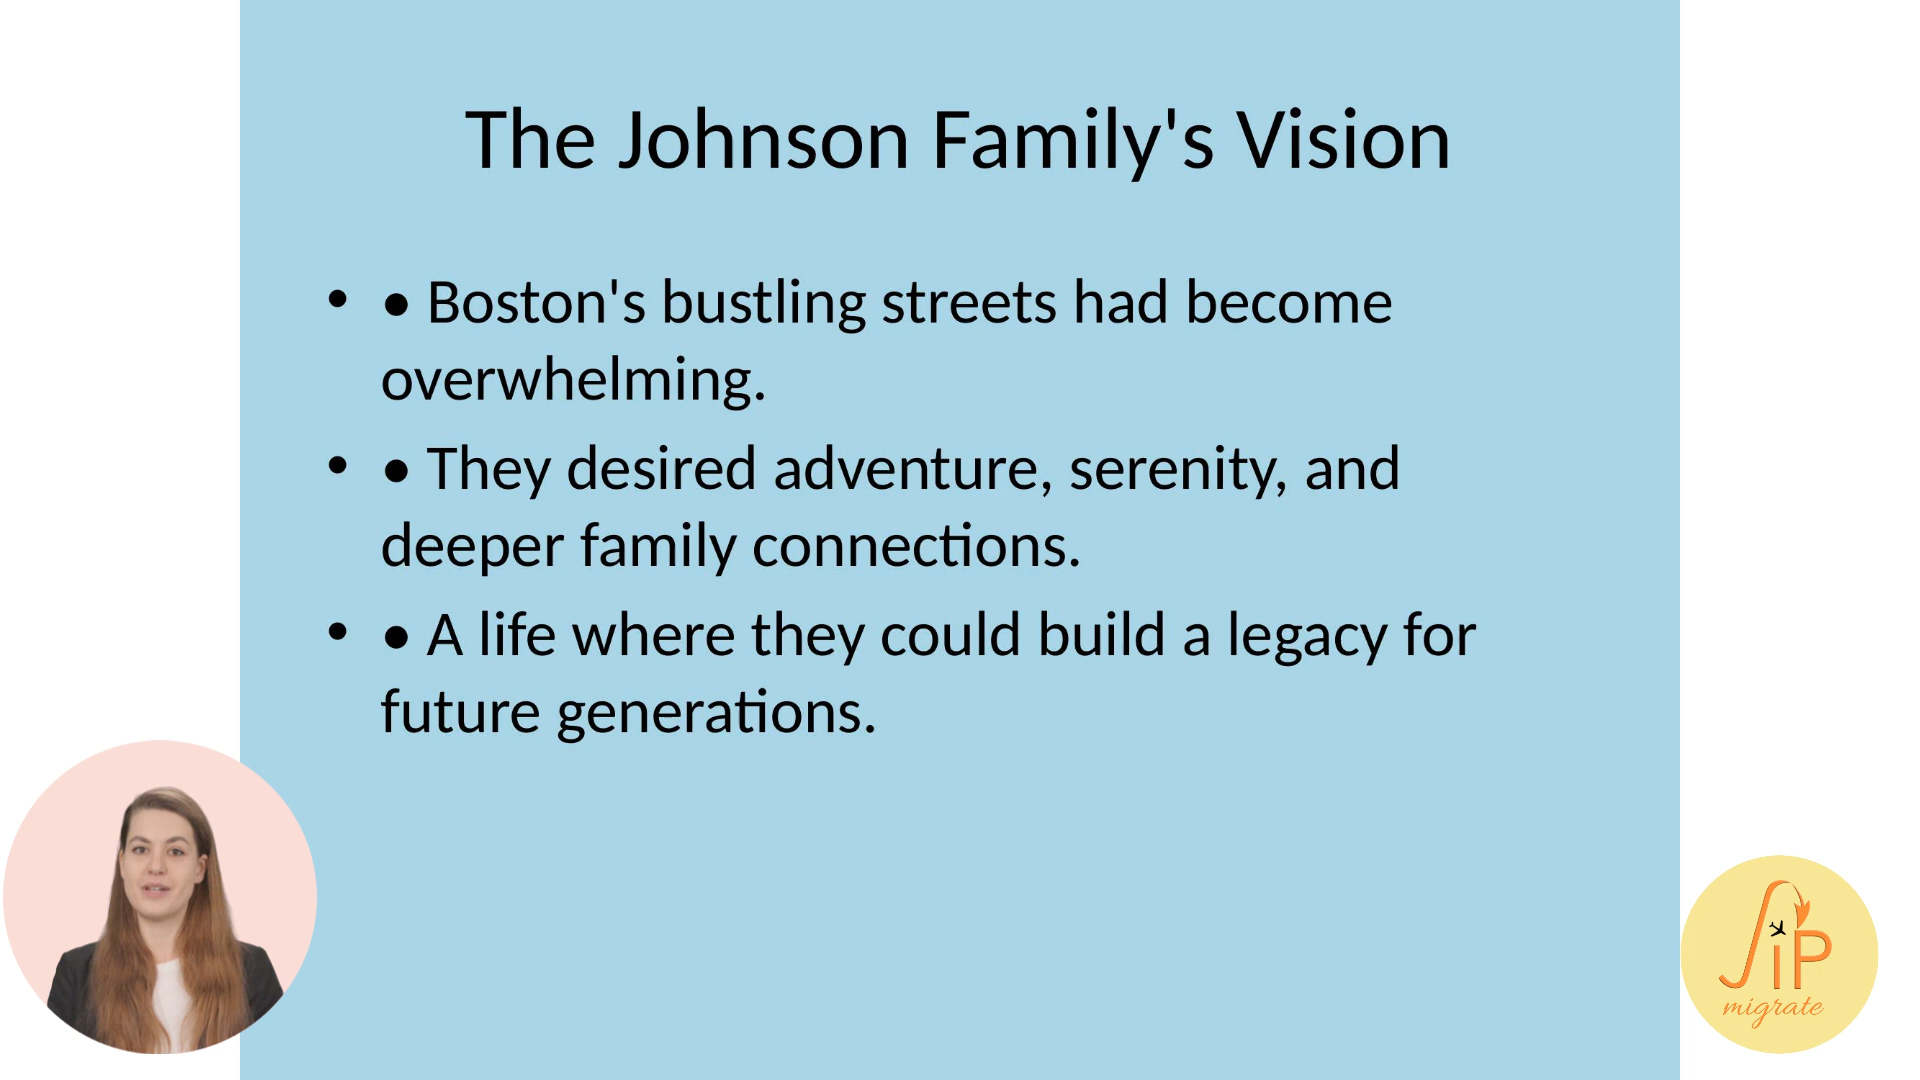 The Johnson Family's Vision
• • Boston's bustling streets had become
overwhelming.
• • They desired adventure, serenity, and
deeper family connections.
• • A life where they could build a legacy for
future generations.
SiP
migrate